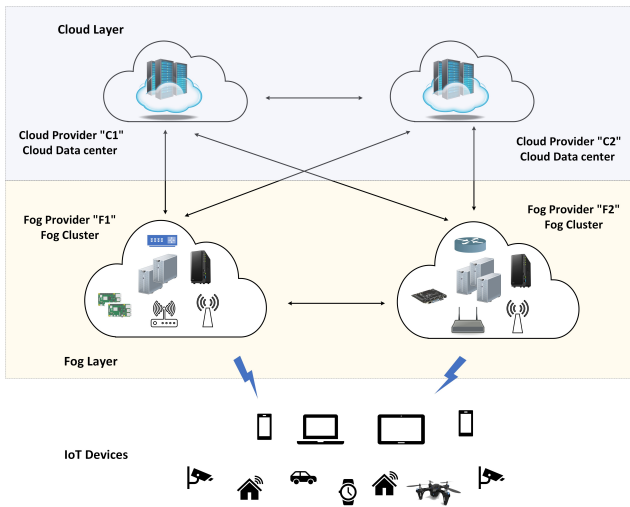 Cloud Layer
Cloud Provider "C1"
Cloud Data center
Cloud Provider "C2"
Cloud Data center
Fog Provider "F1"
Fog Cluster
Fog Provider "F2"
Fog Cluster
Fog Layer
IoT Devices